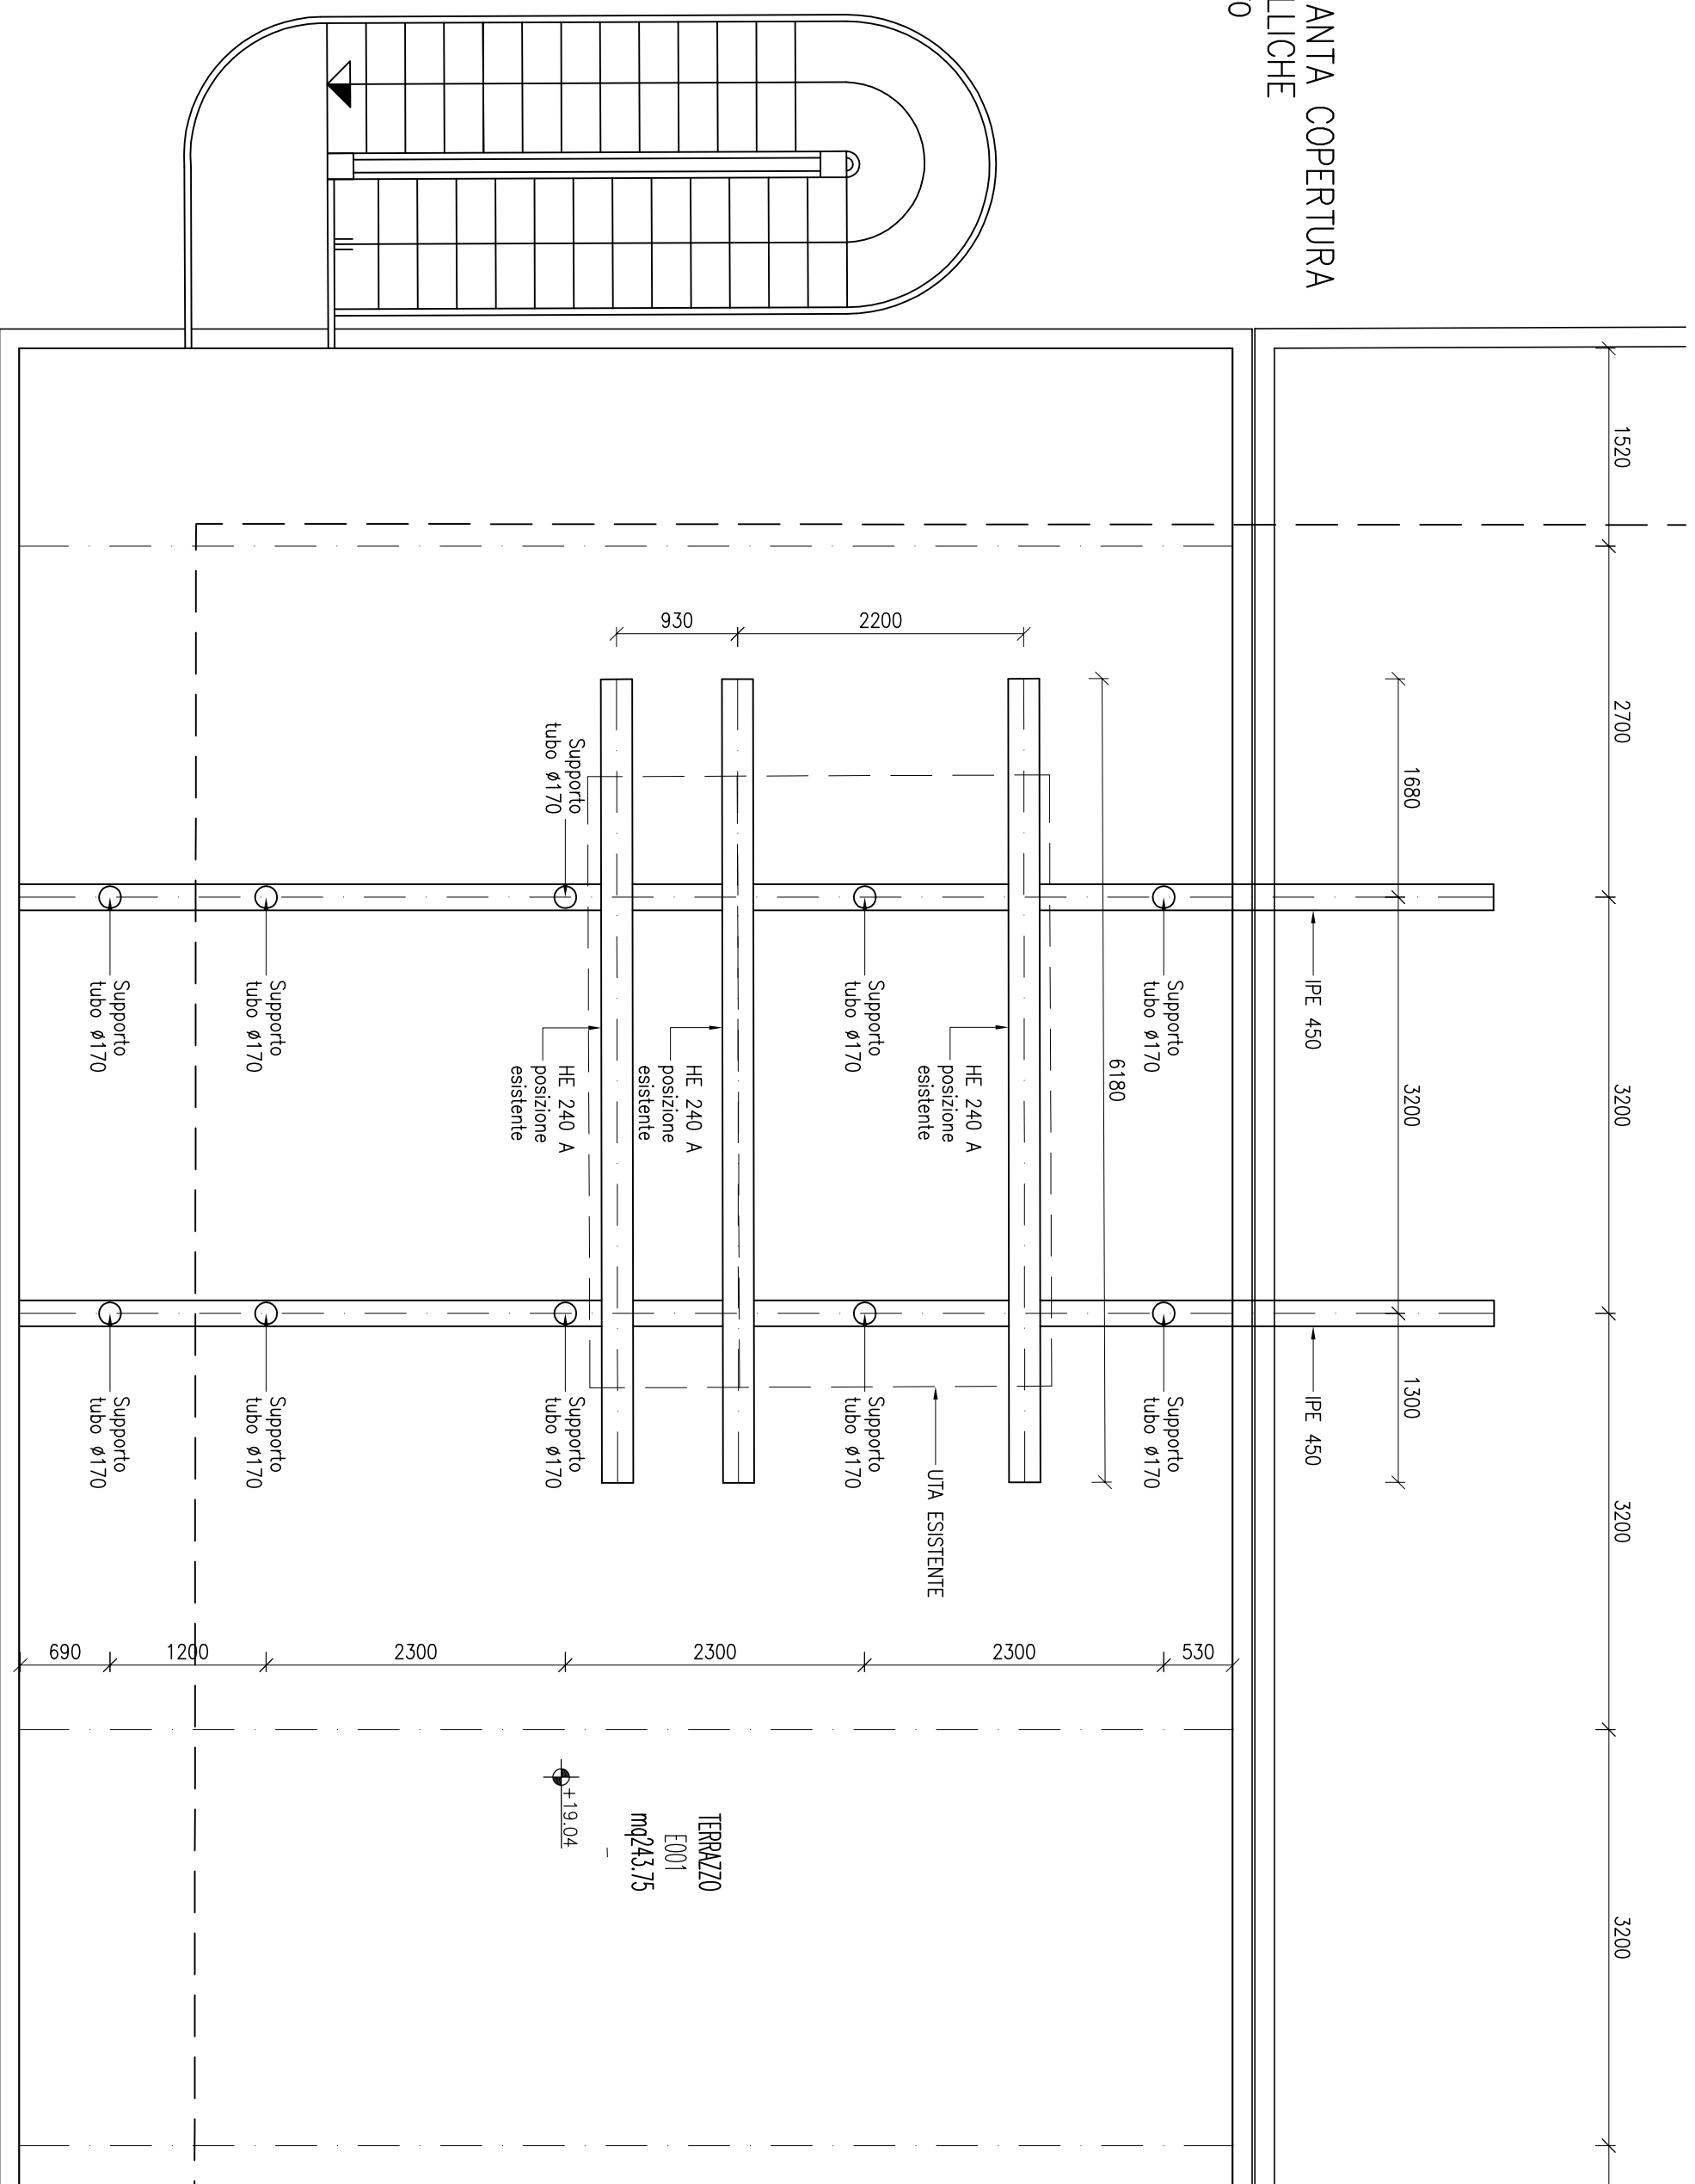 1520
2700
3200
3200
3200
1680
3200
1300
ANTA COPERTURA
LLICHE
O
IPE 450
IPE 450
Supporto
tubo ø170
Supporto
tubo ø170
530
6180
HE 240 A
posizione
esistente
UTA ESISTENTE
2200
2300
Supporto
tubo ø170
Supporto
tubo ø170
HE 240 A
posizione
esistente
930
2300
TERRAZZO
E001
mq243.75
-
+19.04
HE 240 A
posizione
esistente
Supporto
tubo ø170
Supporto
tubo ø170
2300
Supporto
tubo ø170
Supporto
tubo ø170
1200
Supporto
tubo ø170
Supporto
tubo ø170
690